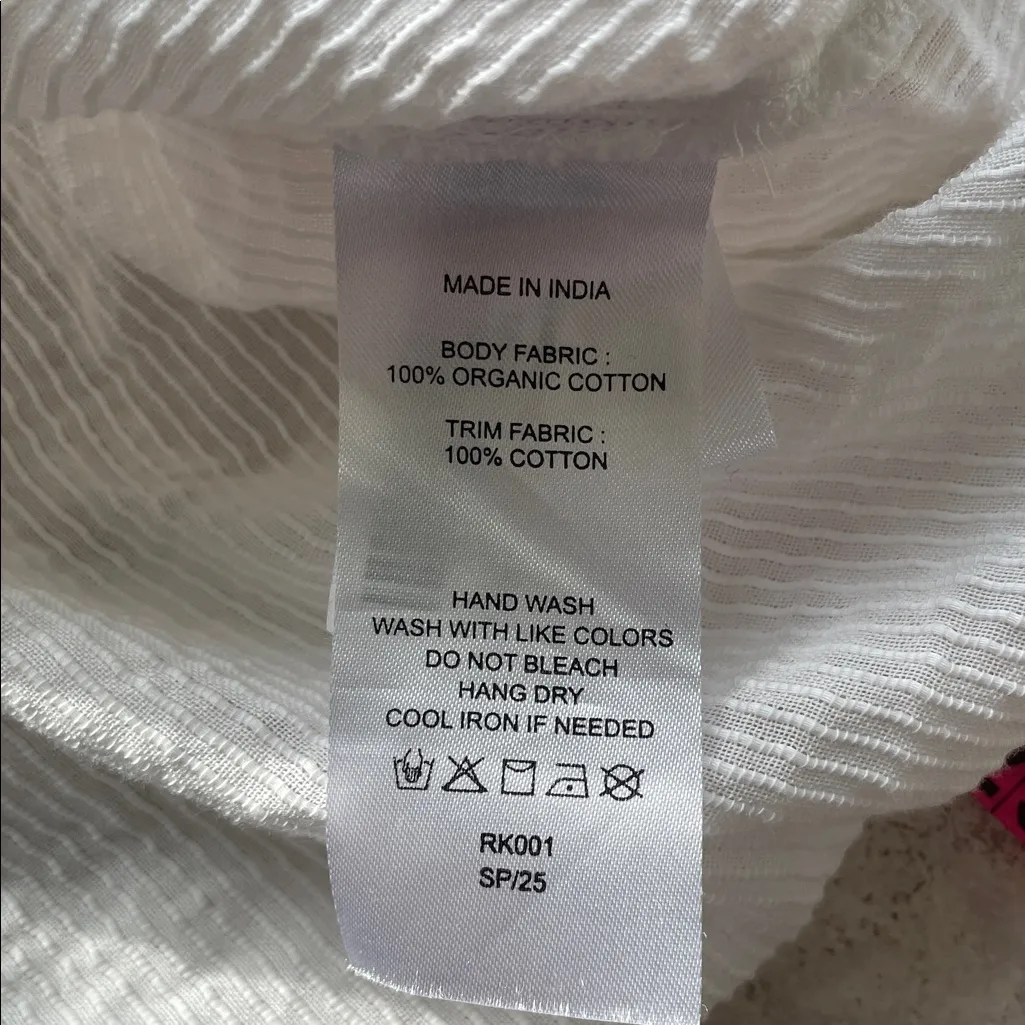 MADE IN INDIA
BODY FABRIC :
100% ORGANIC COTTON
TRIM FABRIC :
100% COTTON
HAND WASH
WASH WITH LIKE COLORS
DO NOT BLEACH
HANG DRY
COOL IRON IF NEEDED
RK001
SP/25